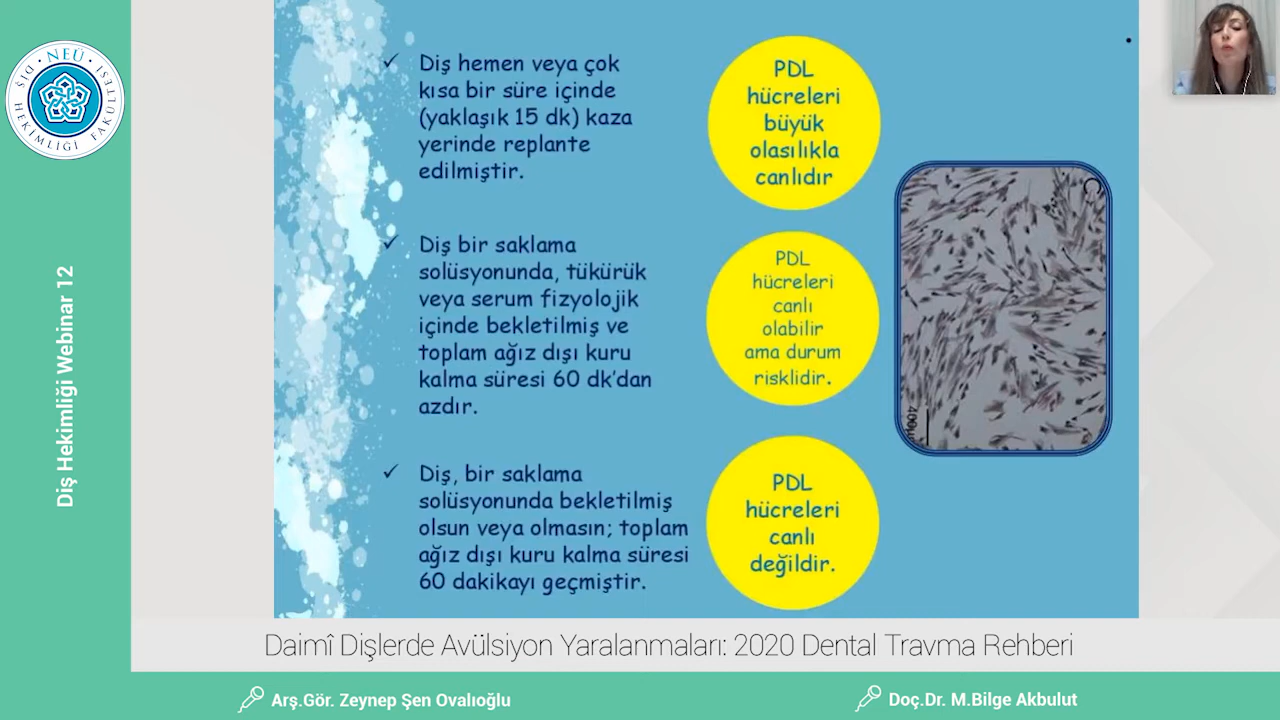 NEÜ
DİŞ HEKİMLİĞİ FAKÜLTESİ
Diş Hekimliği Webinar 12
✓ Diş hemen veya çok
kısa bir süre içinde
(yaklaşık 15 dk) kaza
yerinde replante
edilmiştir.
PDL
hücreleri
büyük
olasılıkla
canlıdır
✓ Diş bir saklama
solüsyonunda, tükürük
veya serum fizyolojik
içinde bekletilmiş ve
toplam ağız dışı kuru
kalma süresi 60 dk'dan
azdır.
PDL
hücreleri
canlı
olabilir
ama durum
risklidir.
✓ Diş, bir saklama
solüsyonunda bekletilmiş
olsun veya olmasın; toplam
ağız dışı kuru kalma süresi
60 dakikayı geçmiştir.
PDL
hücreleri
canlı
değildir.
C
Daimî Dişlerde Avülsiyon Yaralanmaları: 2020 Dental Travma Rehberi
Arş.Gör. Zeynep Şen Ovalıoğlu
Doç.Dr. M.Bilge Akbulut